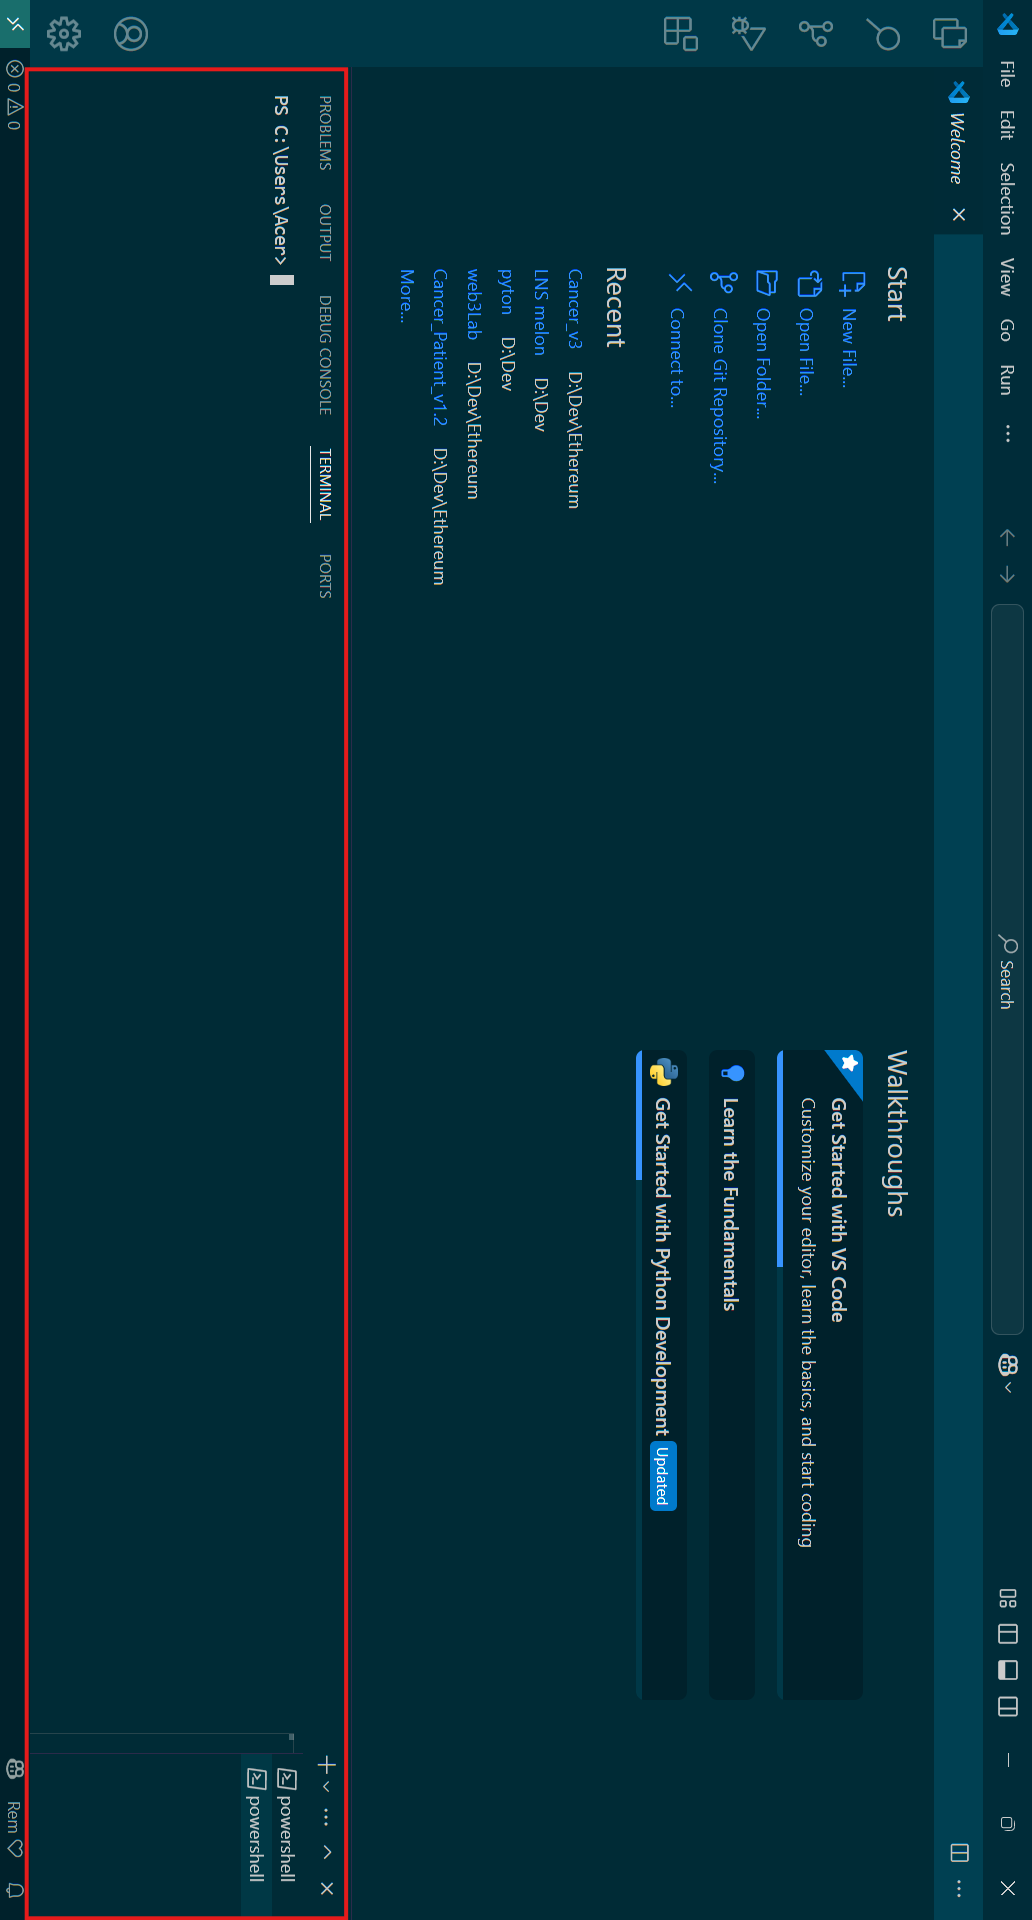 File Edit Selection View Go Run ... Search
Welcome
Start
New File...
Open File...
Open Folder...
Clone Git Repository...
Connect to...
Recent
Cancer_v3 D:\Dev\Ethereum
LNS melon D:\Dev
pyton D:\Dev
web3Lab D:\Dev\Ethereum
Cancer_Patient_v1.2 D:\Dev\Ethereum
More...
Walkthroughs
Get Started with VS Code
Customize your editor, learn the basics, and start coding
Learn the Fundamentals
Get Started with Python Development Updated
PROBLEMS OUTPUT DEBUG CONSOLE TERMINAL PORTS
PS C:\Users\Acer>
powershell
powershell
0 0 Rem